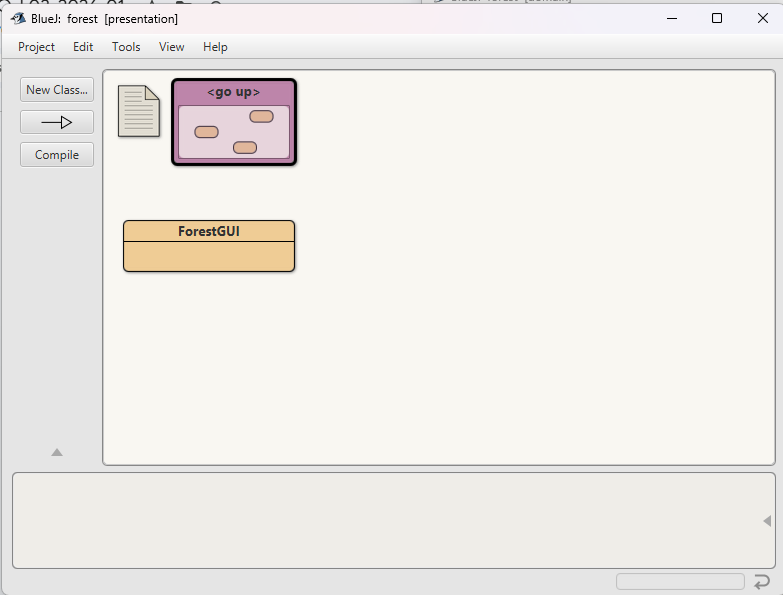 BlueJ: forest [presentation]
Project Edit Tools View Help
New Class...
Compile
<go up>
ForestGUI